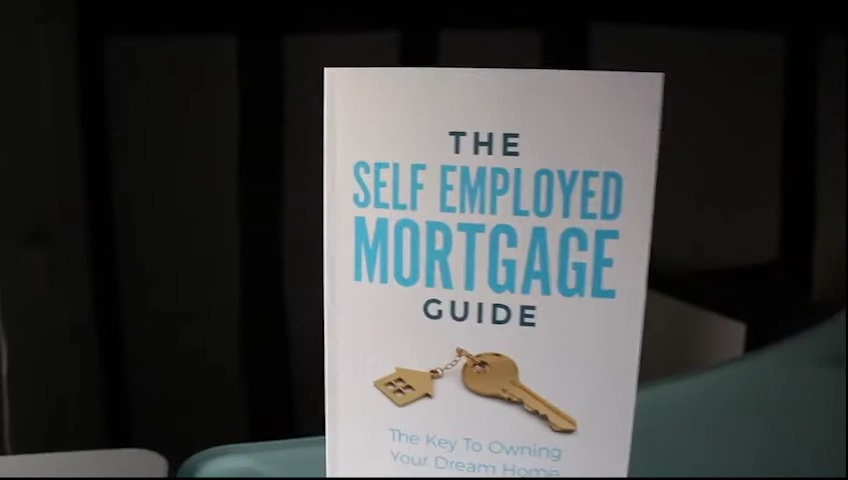 THE
SELF EMPLOYED
MORTGAGE
GUIDE
The Key To Owning
Your Dream Home